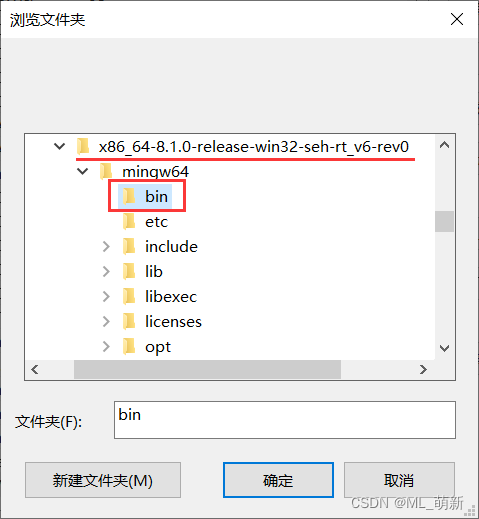 浏览文件夹
x86_64-8.1.0-release-win32-seh-rt_v6-rev0
mingw64
bin
etc
include
lib
libexec
licenses
opt
文件夹(F):
bin
新建文件夹(M)
确定
取消
CSDN @ML_萌新